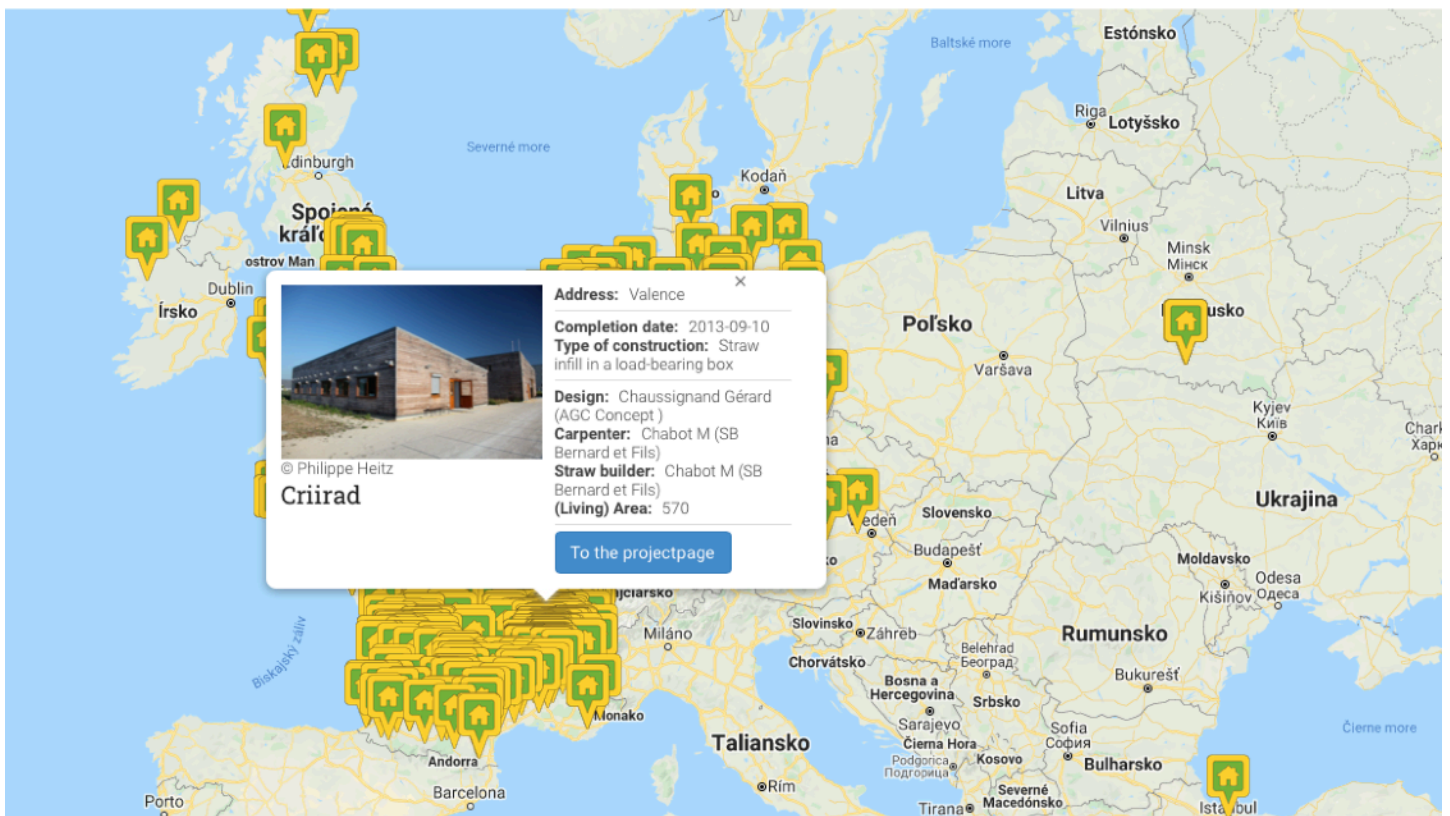 Estónsko
Baltské more
Riga
Lotyšsko
Severné more
Kodaň
Litva
Vilnius
Minsk
Мінск
ostrov Man
Dublin
Írsko
Poľsko
Varšava
Kyjev
Київ
×
Address: Valence
Completion date: 2013-09-10
Type of construction: Straw
infill in a load-bearing box
Design: Chaussignand Gérard
(AGC Concept )
Carpenter: Chabot M (SB
Bernard et Fils)
Straw builder: Chabot M (SB
Bernard et Fils)
(Living) Area: 570
To the projectpage
© Philippe Heitz
Criirad
Ukrajina
Slovensko
Budapešť
Maďarsko
Moldavsko
Kišiňov
Odesa
Одеса
Miláno
Slovinsko
Záhreb
Chorvátsko
Belehrad
Београд
Rumunsko
Bukurešť
Biskajský záliv
Bosna a
Hercegovina
Srbsko
Sarajevo
Monako
Taliansko
Čierna Hora
Podgorica
Подгорица
Kosovo
Sofia
София
Bulharsko
Čierne more
Andorra
Barcelona
Porto
Rím
Tirana
Severné
Macedónsko